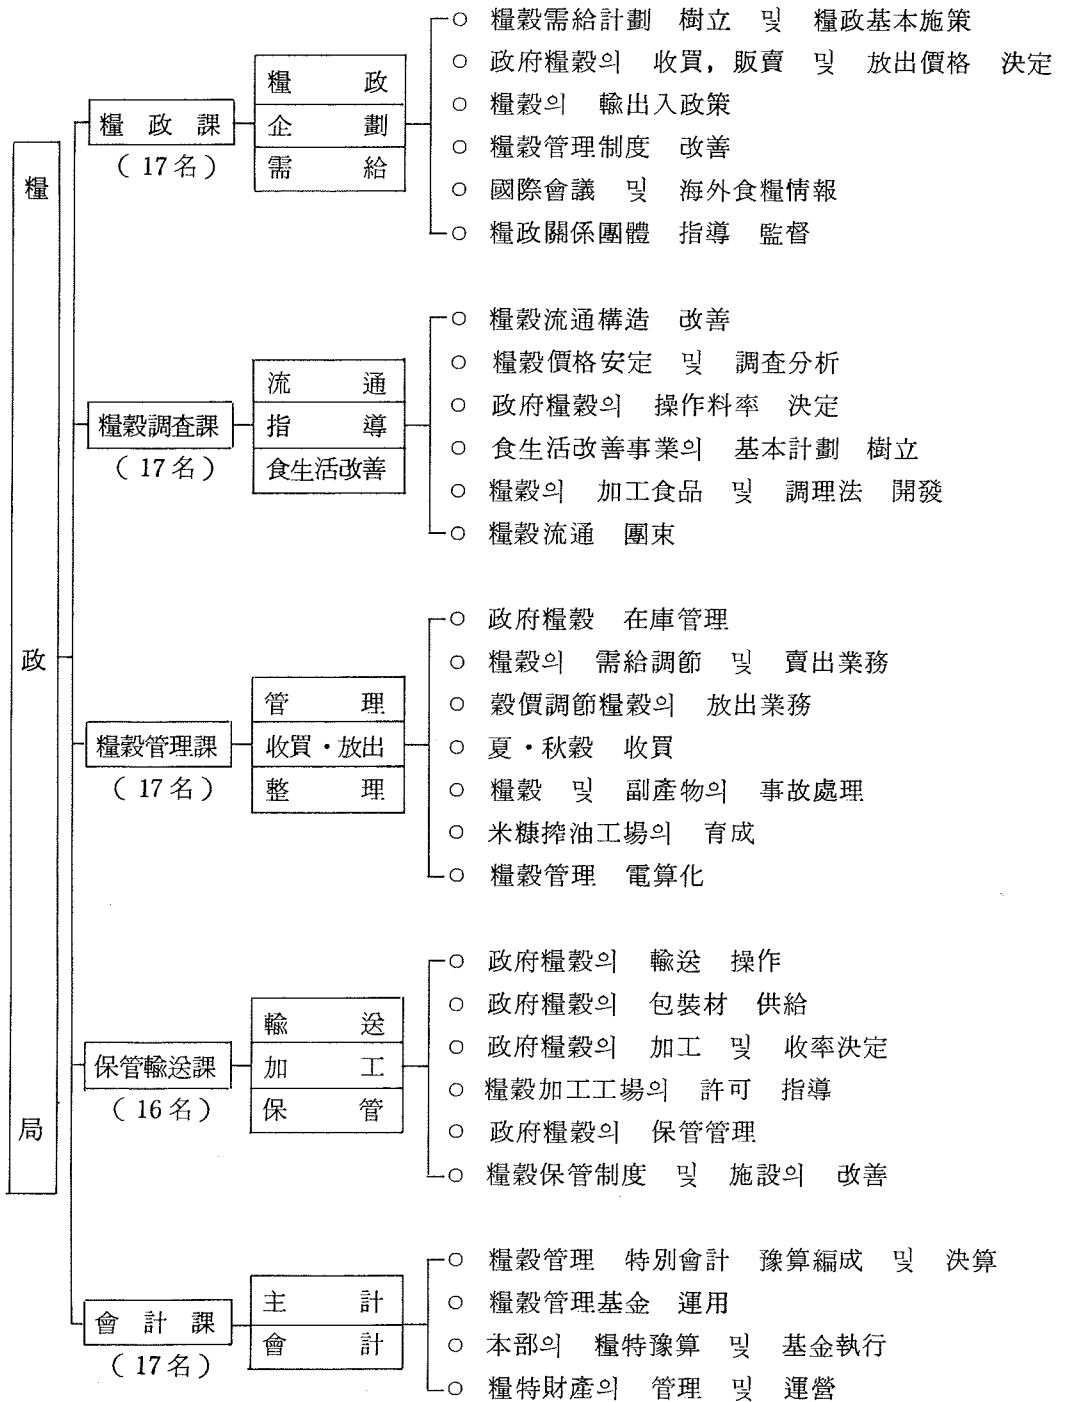 糧政局
糧政課
(17名)
糧政
企劃
需給
○ 糧穀需給計劃 樹立 및 糧政基本施策
○ 政府糧穀의 收買, 販賣 및 放出價格 決定
○ 糧穀의 輸出入政策
○ 糧穀管理制度 改善
○ 國際會議 및 海外食糧情報
○ 糧政關係團體 指導 監督
糧穀調査課
(17名)
流通
指導
食生活改善
○ 糧穀流通構造 改善
○ 糧穀價格安定 및 調査分析
○ 政府糧穀의 操作料率 決定
○ 食生活改善事業의 基本計劃 樹立
○ 糧穀의 加工食品 및 調理法 開發
○ 糧穀流通 團束
糧穀管理課
(17名)
管理
收買・放出
整理
○ 政府糧穀 在庫管理
○ 糧穀의 需給調節 및 賣出業務
○ 穀價調節糧穀의 放出業務
○ 夏・秋穀 收買
○ 糧穀 및 副產物의 事故處理
○ 米糠搾油工場의 育成
○ 糧穀管理 電算化
保管輸送課
(16名)
輸送
加工
保管
○ 政府糧穀의 輸送 操作
○ 政府糧穀의 包裝材 供給
○ 政府糧穀의 加工 및 收率決定
○ 糧穀加工工場의 許可 指導
○ 政府糧穀의 保管管理
○ 糧穀保管制度 및 施設의 改善
會計課
(17名)
主計
會計
○ 糧穀管理 特別會計 豫算編成 및 決算
○ 糧穀管理基金 運用
○ 本部의 糧特豫算 및 基金執行
○ 糧特財產의 管理 및 運營